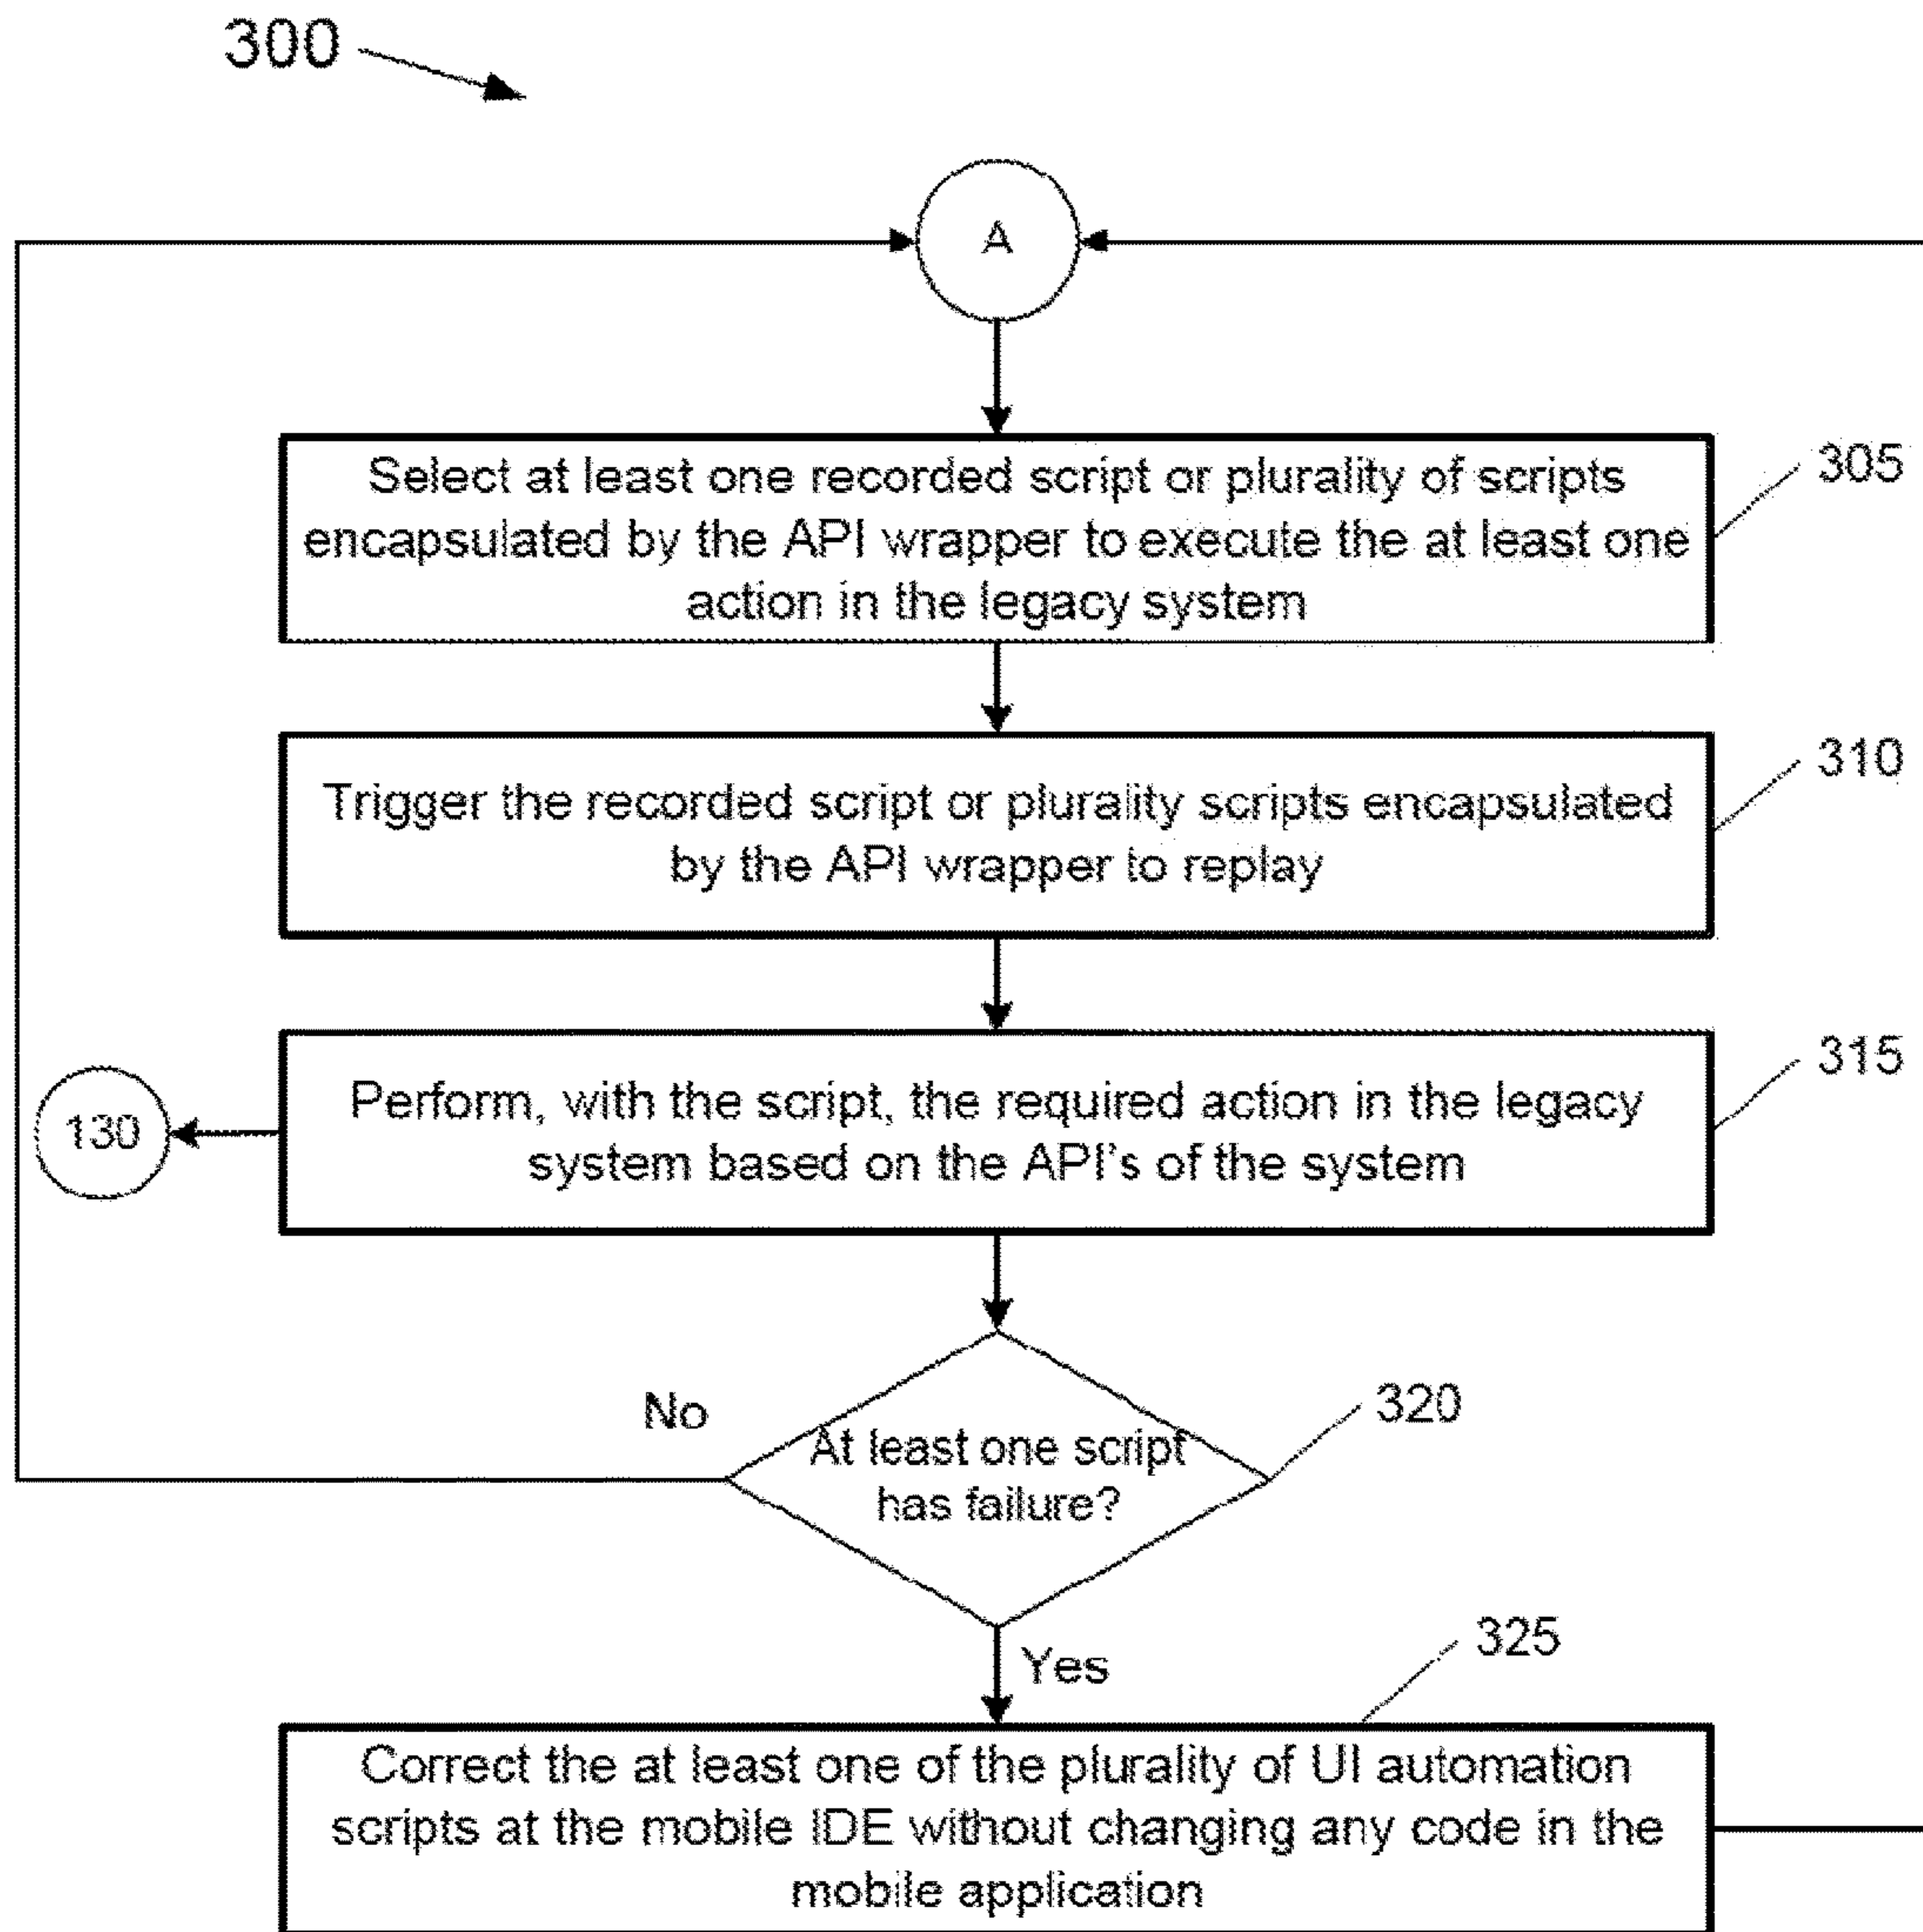 300
A
Select at least one recorded script or plurality of scripts
encapsulated by the API wrapper to execute the at least one
action in the legacy system
305
Trigger the recorded script or plurality scripts encapsulated
by the API wrapper to replay
310
Perform, with the script, the required action in the legacy
system based on the API's of the system
315
130
At least one script
has failure?
320
No
Yes
325
Correct the at least one of the plurality of UI automation
scripts at the mobile IDE without changing any code in the
mobile application